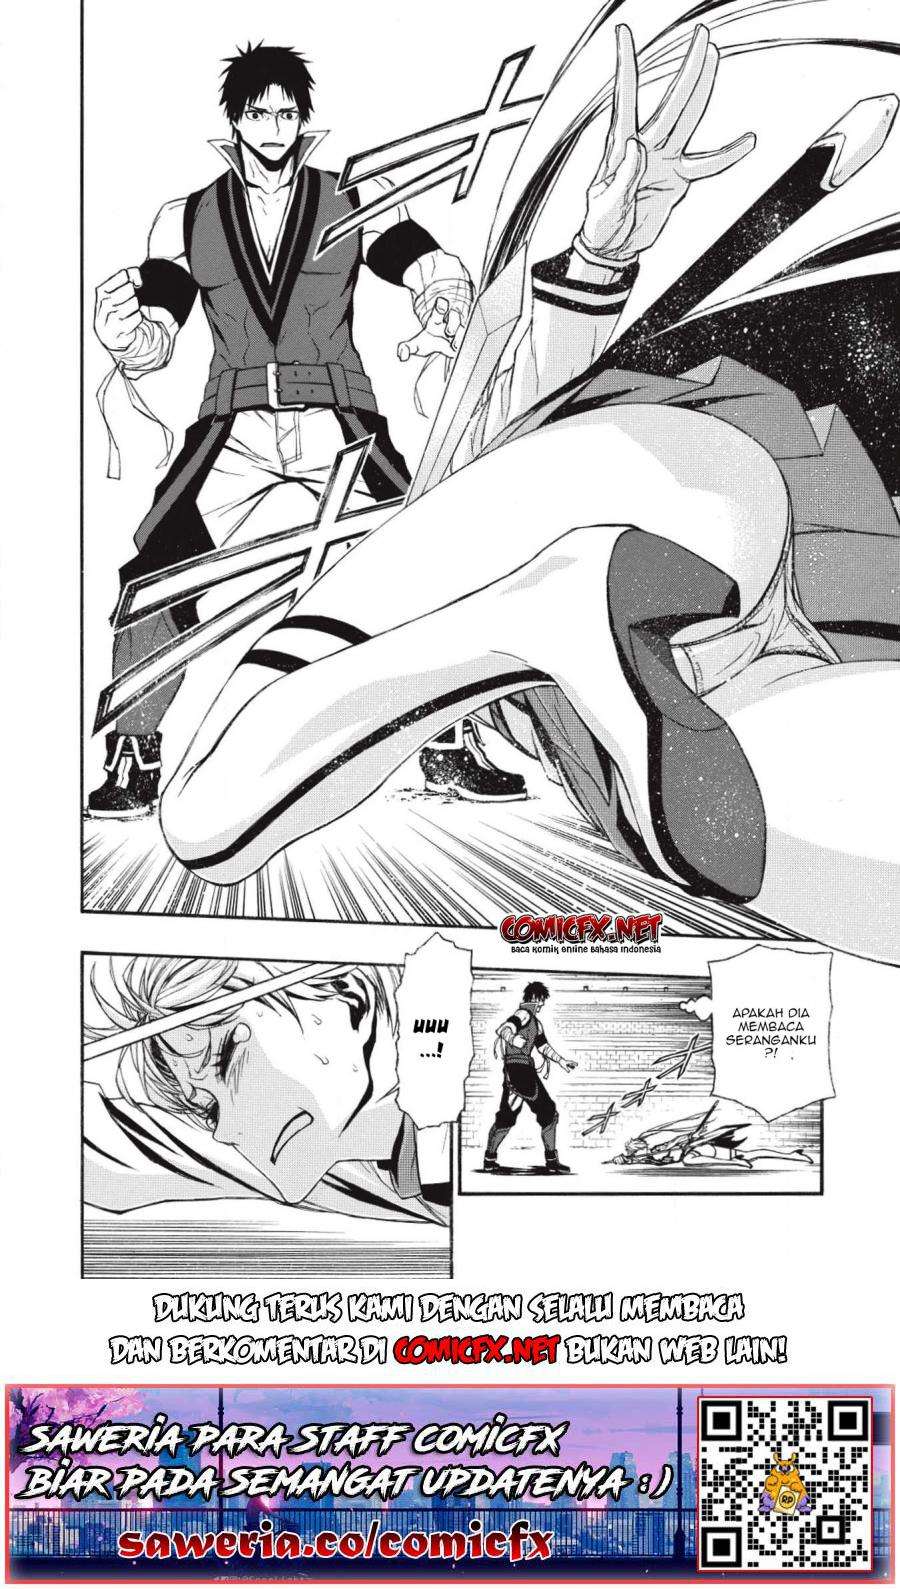 COMICFX.NET
BACA KOMIK ONLINE BAHASA INDONESIA
APAKAH DIA
MEMBACA
SERANGANKU
?!
UUU
...!
DUKUNG TERUS KAMI DENGAN SELALU MEMBACA
DAN BERKOMENTAR DI COMICFX.NET BUKAN WEB LAIN!
SAWERIA PARA STAFF COMICFX
BIAR PADA SEMANGAT UPDATENYA :)
saweria.co/comicfx
RP